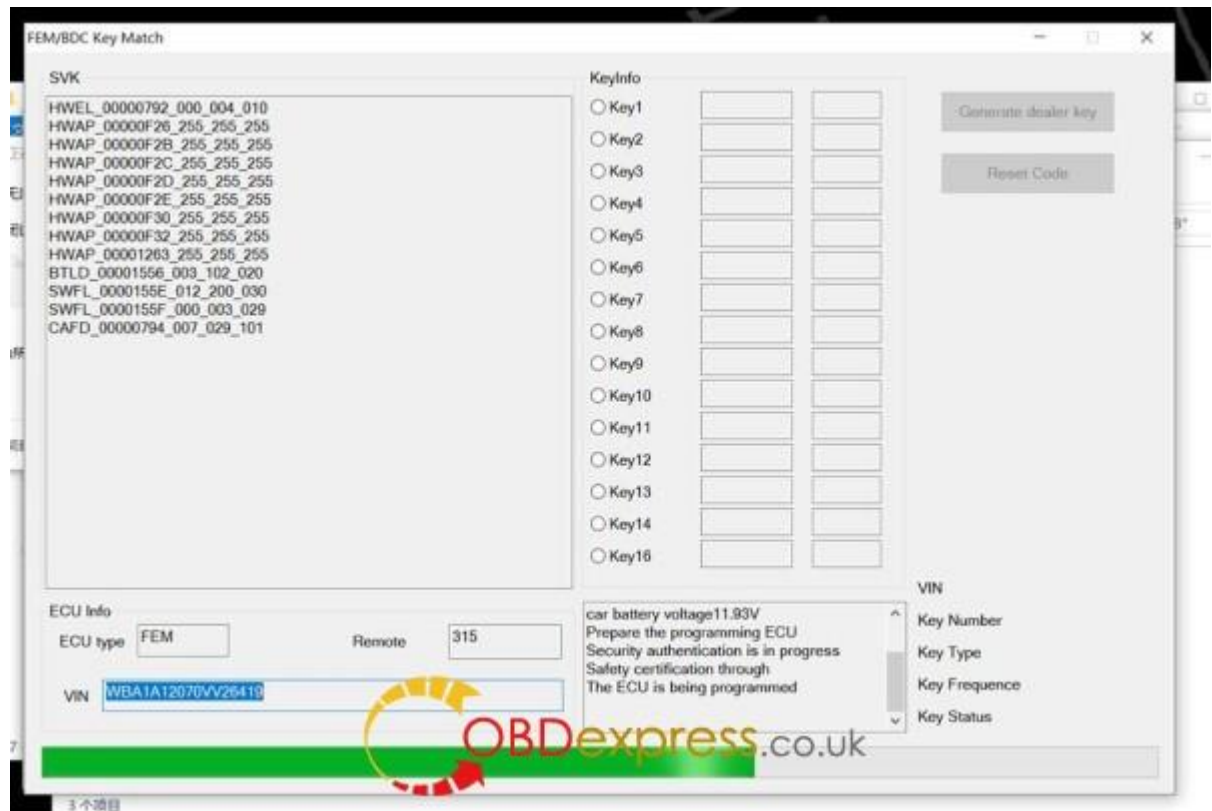 FEM/BDC Key Match
SVK
HWEL_00000792_000_004_010
HWAP_00000F26_255_255_255
HWAP_00000F2B_255_255_255
HWAP_00000F2C_255_255_255
HWAP_00000F2D_255_255_255
HWAP_00000F2E_255_255_255
HWAP_00000F30_255_255_255
HWAP_00000F32_255_255_255
HWAP_00001263_255_255_255
BTLD_00001556_003_102_020
SWFL_0000155E_012_200_030
SWFL_0000155F_000_003_029
CAFD_00000794_007_029_101
KeyInfo
Key1
Key2
Key3
Key4
Key5
Key6
Key7
Key8
Key9
Key10
Key11
Key12
Key13
Key14
Key16
Generate dealer key
Reset Code
ECU Info
ECU type FEM Remote 315
VIN WBA1A12070VV26419
car battery voltage11.93V
Prepare the programming ECU
Security authentication is in progress
Safety certification through
The ECU is being programmed
VIN
Key Number
Key Type
Key Frequence
Key Status
OBDexpress.co.uk
3 个项目